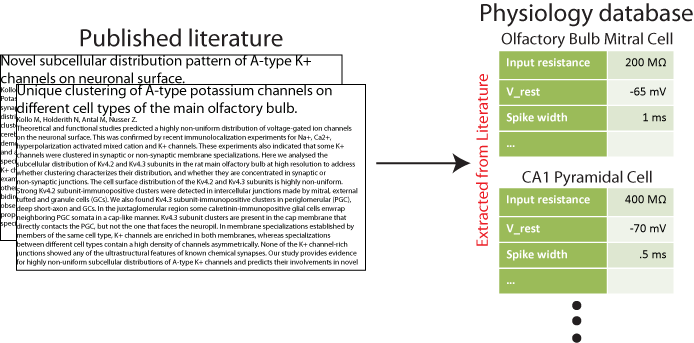 Published literature
Physiology database
Novel subcellular distribution pattern of A-type K+
channels on neuronal surface.
Unique clustering of A-type potassium channels on
different cell types of the main olfactory bulb.
Kollo M, Holderith N, Antal M, Nusser Z.
Theoretical and functional studies predicted a highly non-uniform distribution of voltage-gated ion channels
on the neuronal surface. This was confirmed by recent immunolocalization experiments for Na+, Ca2+,
hyperpolarization activated mixed cation and K+ channels. These experiments also indicated that some K+
channels were clustered in synaptic or non-synaptic membrane specializations. Here we analysed the
subcellular distribution of Kv4.2 and Kv4.3 subunits in the rat main olfactory bulb at high resolution to address
whether clustering characterizes their distribution, and whether they are concentrated in synaptic or
non-synaptic junctions. The cell surface distribution of the Kv4.2 and Kv4.3 subunits is highly non-uniform.
Strong Kv4.2 subunit-immunopositive clusters were detected in intercellular junctions made by mitral, external
tufted and granule cells (GCs). We also found Kv4.3 subunit-immunopositive clusters in periglomerular (PGC),
deep short-axon and GCs. In the juxtaglomerular region some calretinin-immunopositive glial cells enwrap
neighboring PGC somata in a cap-like manner. Kv4.3 subunit clusters are present in the cap membrane that
directly contacts the PGC, but not the one that faces the neuropil. In membrane specializations established by
members of the same cell type, K+ channels are enriched in both membranes, whereas specializations
between different cell types contain a high density of channels asymmetrically. None of the K+ channel-rich
junctions showed any of the ultrastructural features of known chemical synapses. Our study provides evidence
for highly non-uniform subcellular distributions of A-type K+ channels and predicts their involvements in novel
Extracted from Literature
Olfactory Bulb Mitral Cell
Input resistance 200 MΩ
V_rest -65 mV
Spike width 1 ms
...
CA1 Pyramidal Cell
Input resistance 400 MΩ
V_rest -70 mV
Spike width .5 ms
...